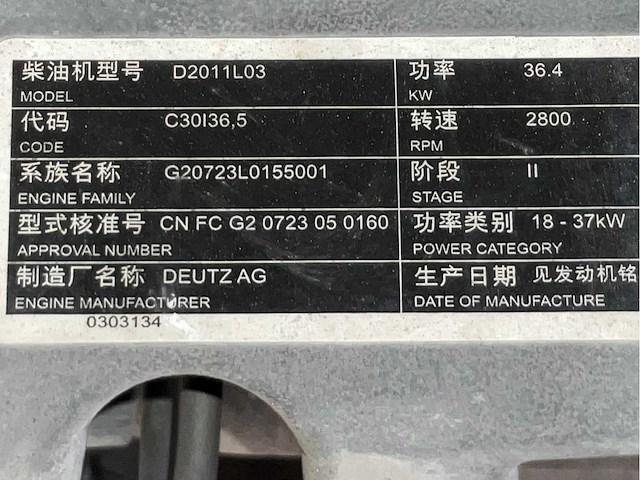 柴油机型号 D2011L03 功率 36.4
MODEL KW
代码 C30I36,5 转速 2800
CODE RPM
系族名称 G20723L0155001 阶段 II
ENGINE FAMILY STAGE
型式核准号 CN FC G2 0723 05 0160 功率类别 18 - 37kW
APPROVAL NUMBER POWER CATEGORY
制造厂名称 DEUTZ AG 生产日期 见发动机铭
ENGINE MANUFACTURER DATE OF MANUFACTURE
0303134